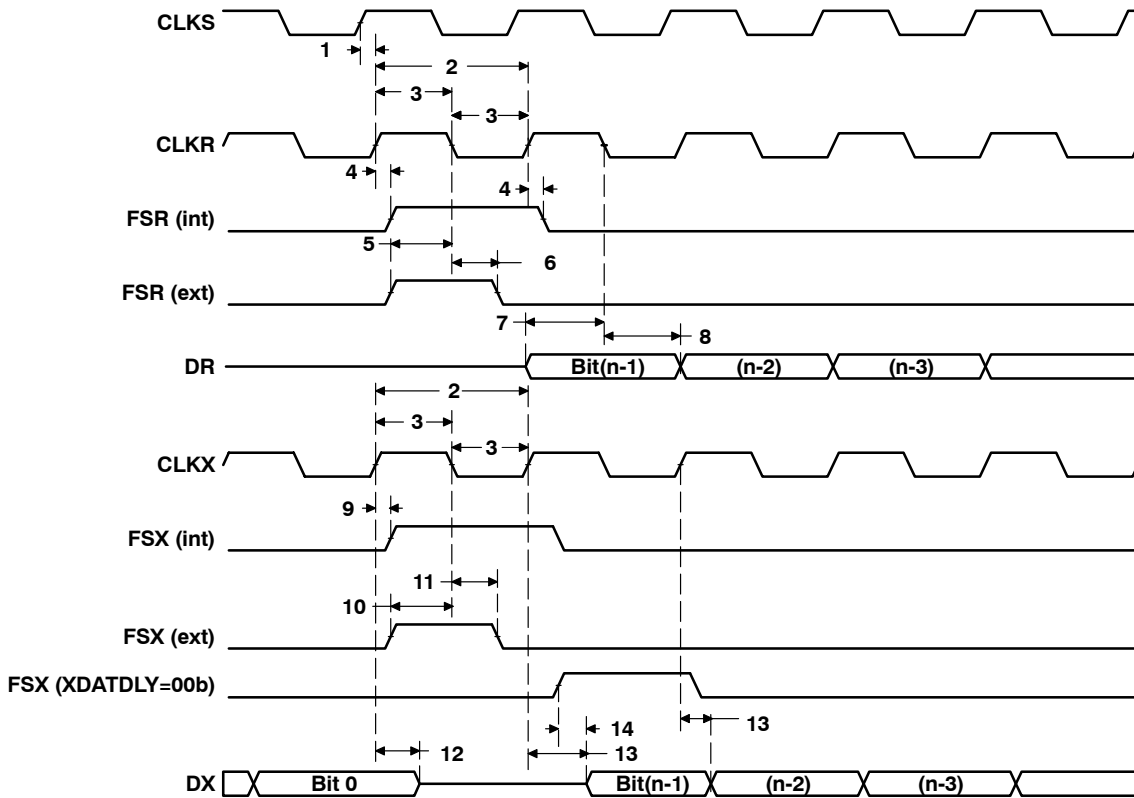 CLKS
1
2
3
3
CLKR
4
4
FSR (int)
5
6
FSR (ext)
7
8
DR Bit(n-1) (n-2) (n-3)
2
3
3
CLKX
9
FSX (int)
11
10
FSX (ext)
FSX (XDATDLY=00b)
14 13
12 13
DX Bit 0 Bit(n-1) (n-2) (n-3)